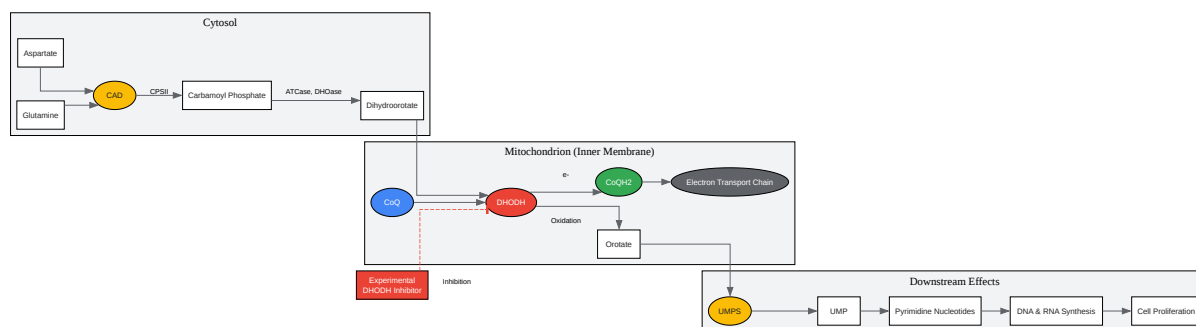 Cytosol
Aspartate
Glutamine
CAD
CPSII
Carbamoyl Phosphate
ATCase, DHOase
Dihydroorotate
Mitochondrion (Inner Membrane)
CoQ
DHODH
e-
CoQH2
Electron Transport Chain
Oxidation
Orotate
Experimental
DHODH Inhibitor
Inhibition
Downstream Effects
UMPS
UMP
Pyrimidine Nucleotides
DNA & RNA Synthesis
Cell Proliferation